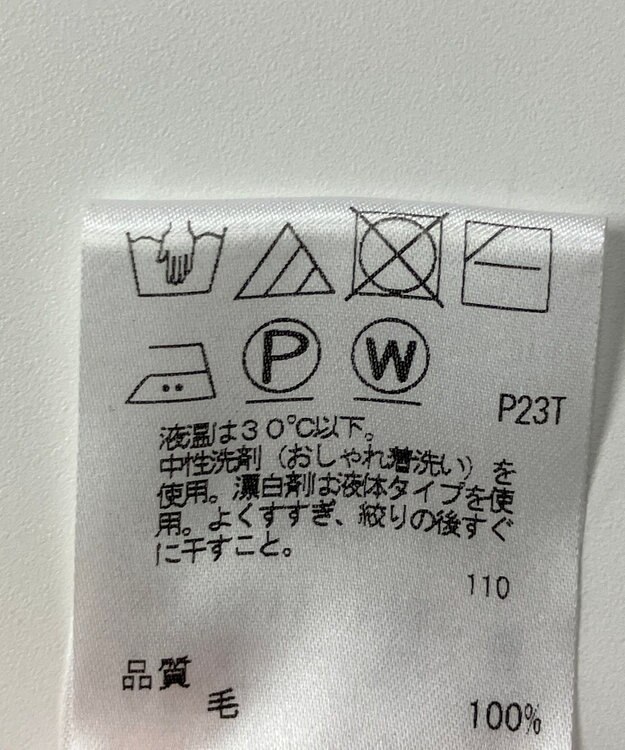 P
W
P23T
液温は30℃以下。
中性洗剤（おしゃれ着洗い）を
使用。漂白剤は液体タイプを使
用。よくすすぎ、絞りの後すぐ
に干すこと。
110
品質
毛 100%